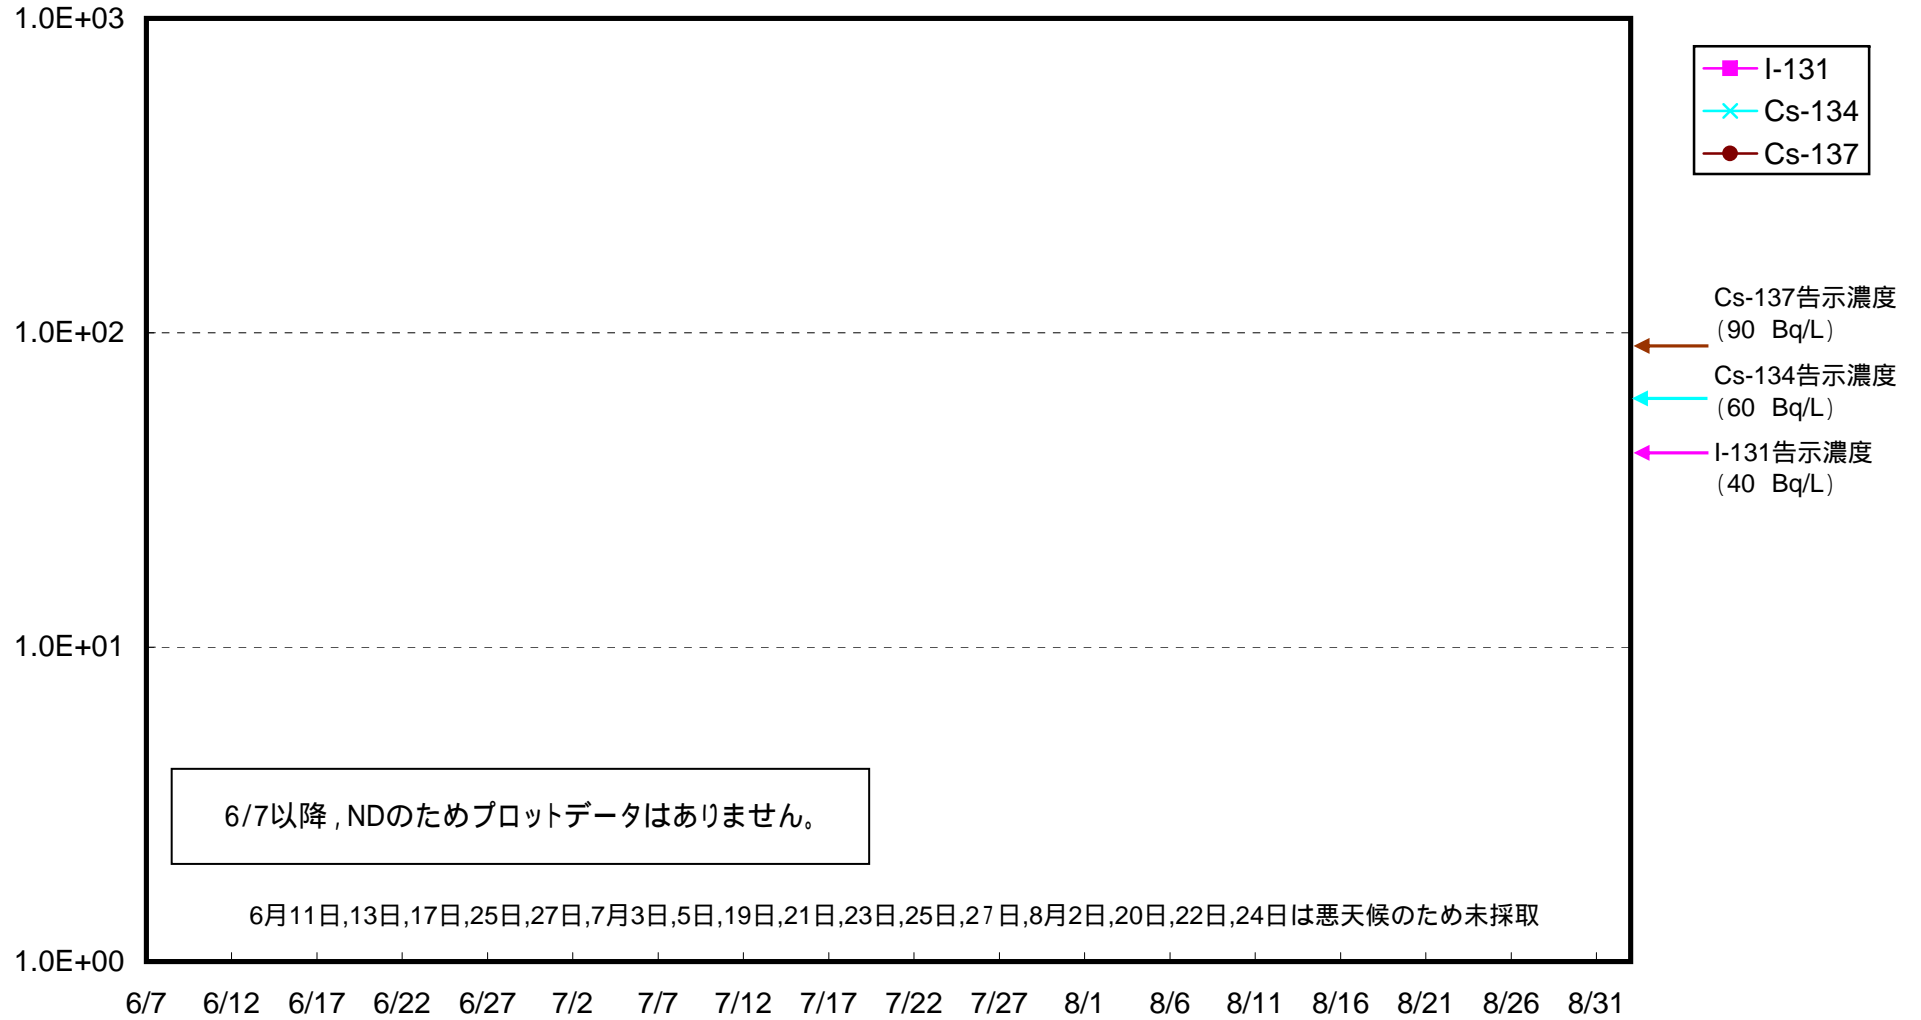 1.0E+03
1.0E+02
1.0E+01
1.0E+00
I-131
Cs-134
Cs-137
Cs-137告示濃度
(90 Bq/L)
Cs-134告示濃度
(60 Bq/L)
I-131告示濃度
(40 Bq/L)
6/7以降,NDのためプロットデータはありません。
6月11日,13日,17日,25日,27日,7月3日,5日,19日,21日,23日,25日,27日,8月2日,20日,22日,24日は悪天候のため未採取
6/7 6/12 6/17 6/22 6/27 7/2 7/7 7/12 7/17 7/22 7/27 8/1 8/6 8/11 8/16 8/21 8/26 8/31